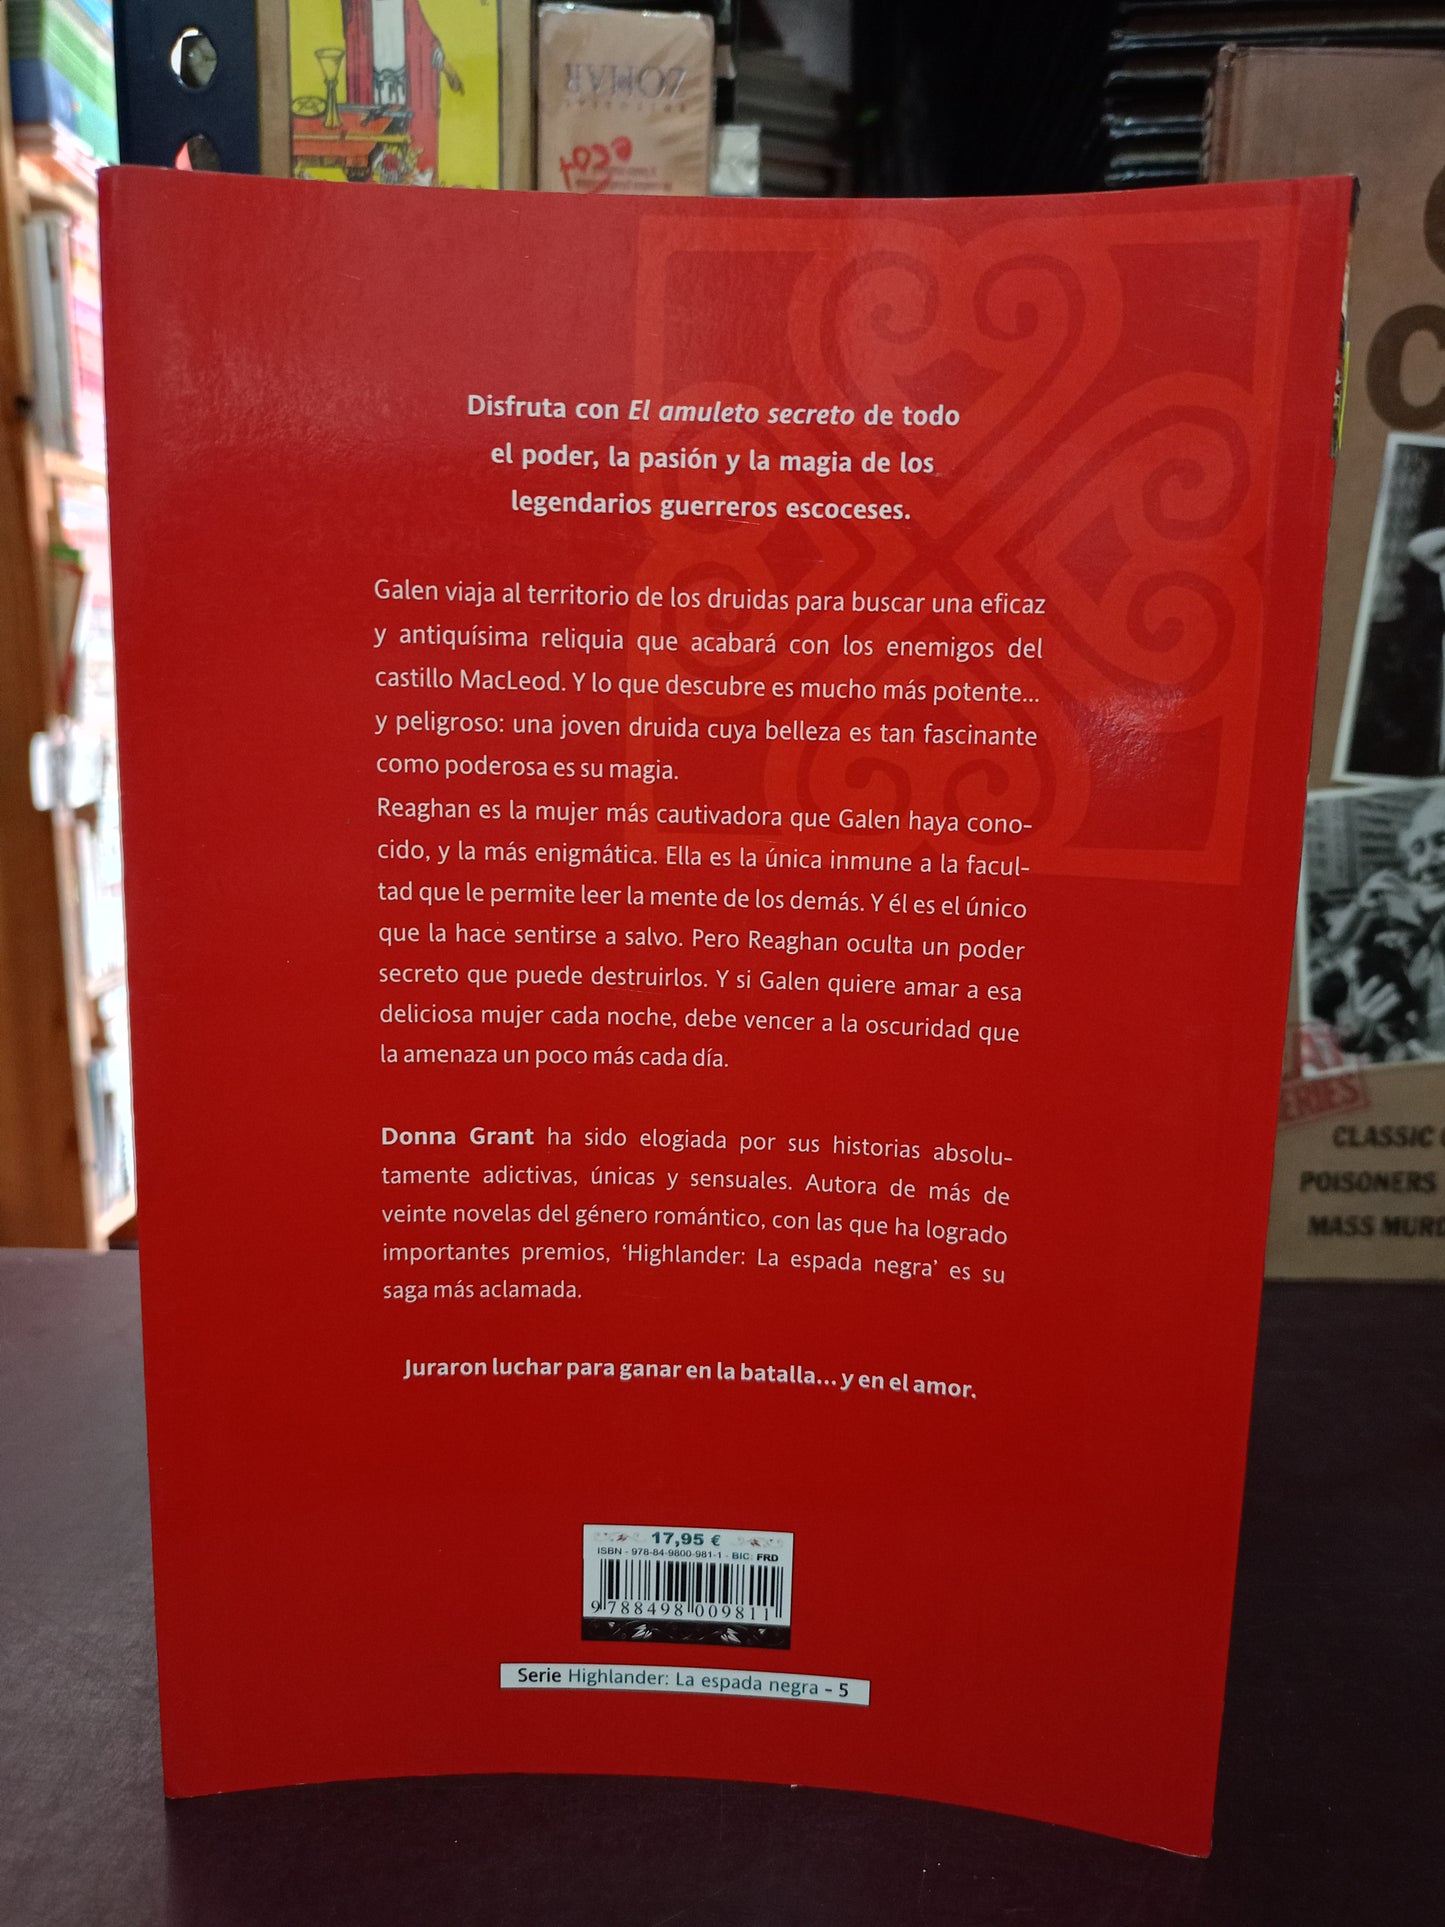 Disfruta con El amuleto secreto de todo
el poder, la pasión y la magia de los
legendarios guerreros escoceses.
Galen viaja al territorio de los druidas para buscar una eficaz
y antiquísima reliquia que acabará con los enemigos del
castillo MacLeod. Y lo que descubre es mucho más potente...
y peligroso: una joven druida cuya belleza es tan fascinante
como poderosa es su magia.
Reaghan es la mujer más cautivadora que Galen haya cono-
cido, y la más enigmática. Ella es la única inmune a la facul-
tad que le permite leer la mente de los demás. Y él es el único
que la hace sentirse a salvo. Pero Reaghan oculta un poder
secreto que puede destruirlos. Y si Galen quiere amar a esa
deliciosa mujer cada noche, debe vencer a la oscuridad que
la amenaza un poco más cada día.
Donna Grant ha sido elogiada por sus historias absolu-
tamente adictivas, únicas y sensuales. Autora de más de
veinte novelas del género romántico, con las que ha logrado
importantes premios, ‘Highlander: La espada negra’ es su
saga más aclamada.
Juraron luchar para ganar en la batalla... y en el amor.
17,95 €
ISBN - 978-84-9800-981-1 - BIC: FRD
9 788498 009811
Serie Highlander: La espada negra - 5
CLASSIC
POISONERS